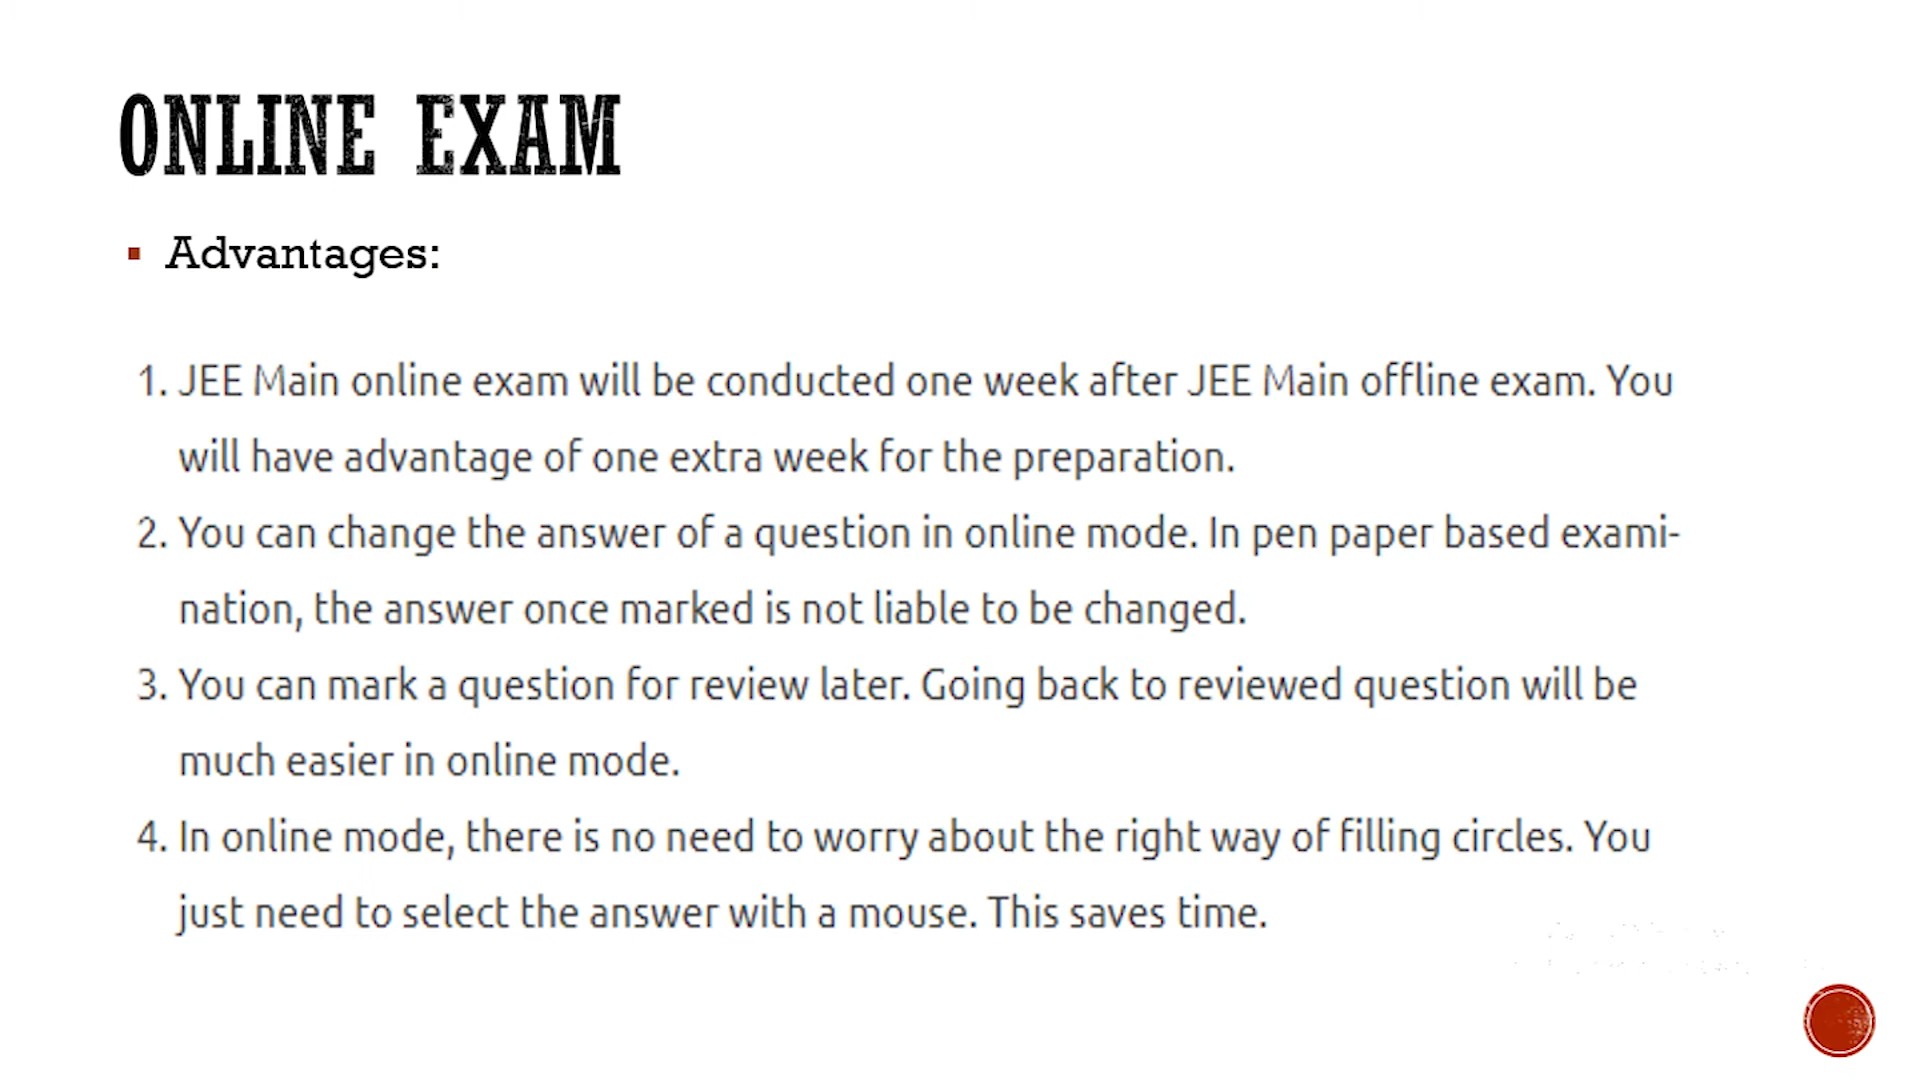 ONLINE EXAM
▪ Advantages:
1. JEE Main online exam will be conducted one week after JEE Main offline exam. You
will have advantage of one extra week for the preparation.
2. You can change the answer of a question in online mode. In pen paper based exami-
nation, the answer once marked is not liable to be changed.
3. You can mark a question for review later. Going back to reviewed question will be
much easier in online mode.
4. In online mode, there is no need to worry about the right way of filling circles. You
just need to select the answer with a mouse. This saves time.